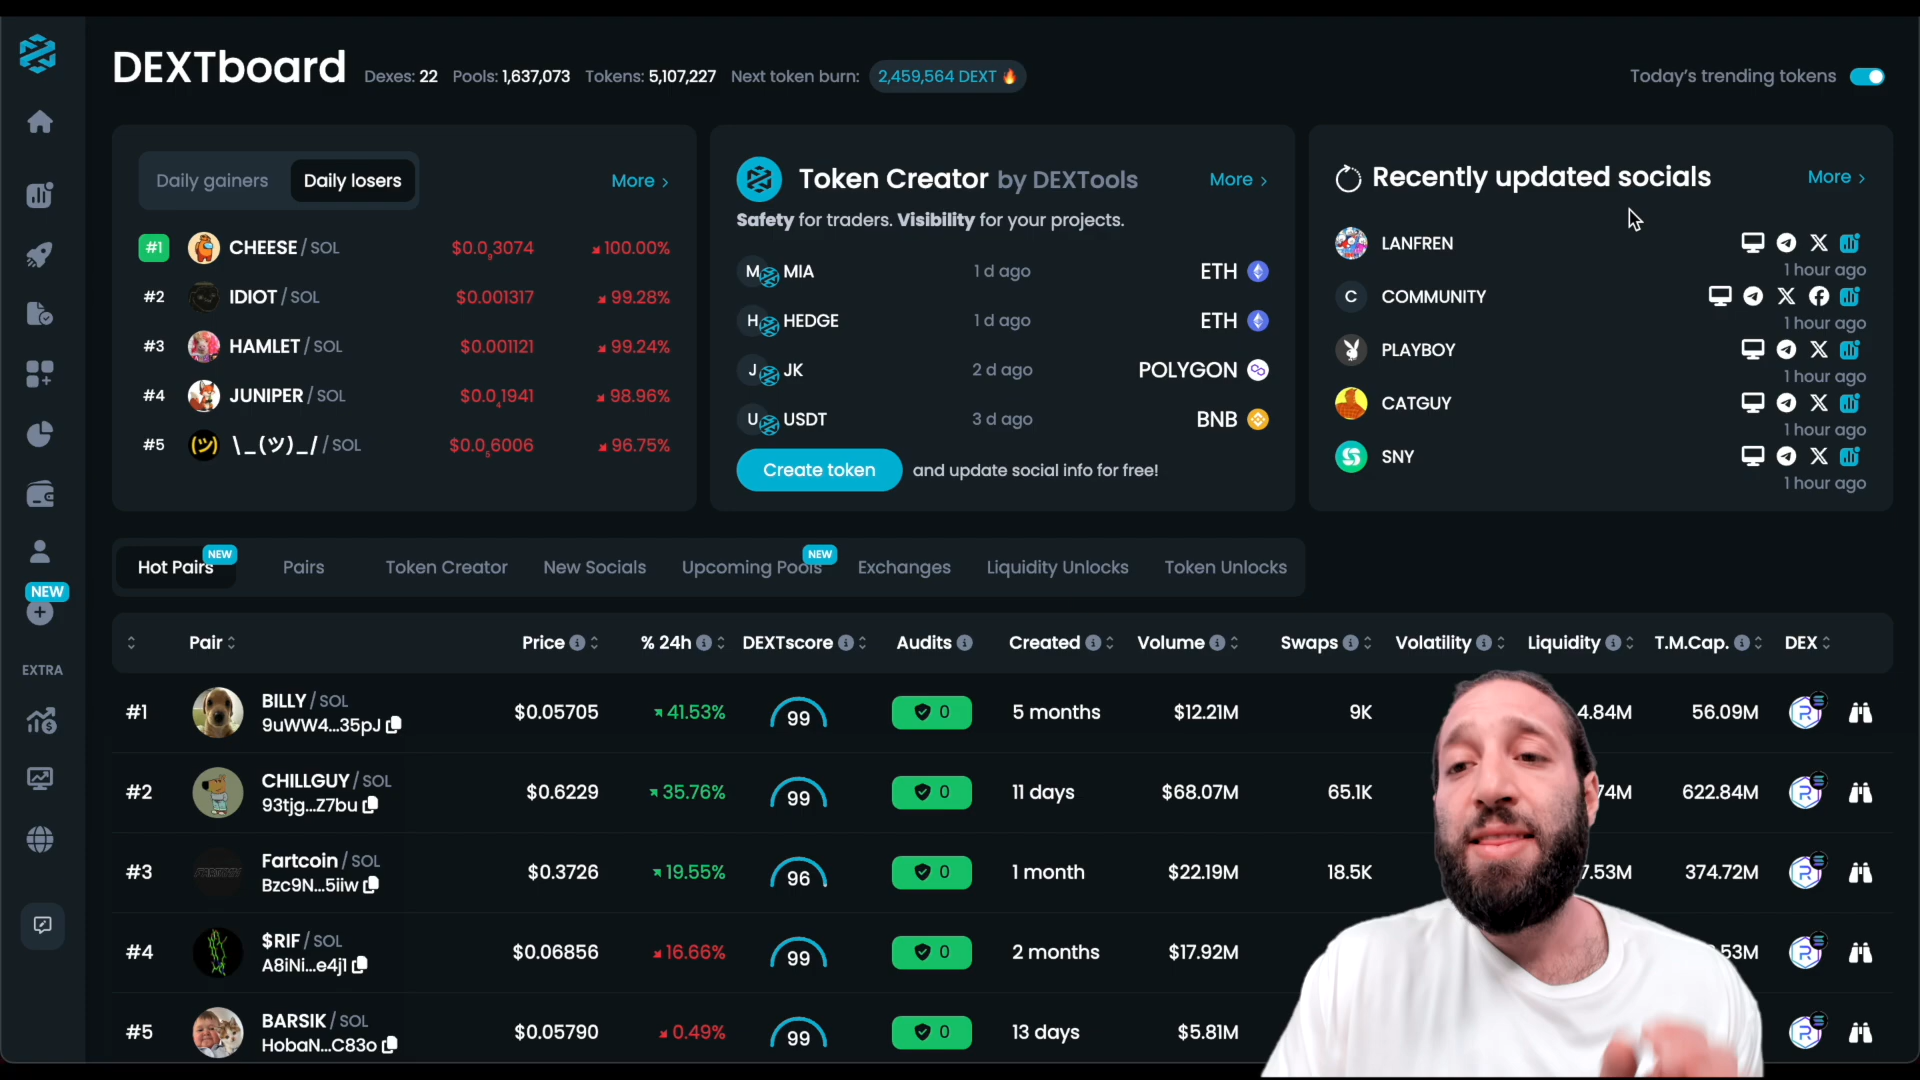 DEXTboard Dexes: 22 Pools: 1,637,073 Tokens: 5,107,227 Next token burn: 2,459,564 DEXT Today's trending tokens
Daily gainers Daily losers More
#1 CHEESE / SOL $0.0₉3074 100.00%
#2 IDIOT / SOL $0.001317 99.28%
#3 HAMLET / SOL $0.001121 99.24%
#4 JUNIPER / SOL $0.0₄1941 98.96%
#5 (ツ) \_(ツ)_/ / SOL $0.0₅6006 96.75%
Token Creator by DEXTools More
Safety for traders. Visibility for your projects.
M MIA 1 d ago ETH
H HEDGE 1 d ago ETH
J JK 2 d ago POLYGON
U USDT 3 d ago BNB
Create token and update social info for free!
Recently updated socials More
LANFREN
1 hour ago
C COMMUNITY
1 hour ago
PLAYBOY
1 hour ago
CATGUY
1 hour ago
SNY
1 hour ago
NEW
EXTRA
NEW NEW
Hot Pairs Pairs Token Creator New Socials Upcoming Pools Exchanges Liquidity Unlocks Token Unlocks
Pair Price % 24h DEXTscore Audits Created Volume Swaps Volatility Liquidity T.M.Cap. DEX
#1 BILLY / SOL $0.05705 41.53% 99 0 5 months $12.21M 9K 4.84M 56.09M
9uWW4...35pJ
#2 CHILLGUY / SOL $0.6229 35.76% 99 0 11 days $68.07M 65.1K 74M 622.84M
93tjg...Z7bu
#3 Fartcoin / SOL $0.3726 19.55% 96 0 1 month $22.19M 18.5K 7.53M 374.72M
Bzc9N...5iiw
#4 $RIF / SOL $0.06856 16.66% 99 0 2 months $17.92M 53M
A8iNi...e4j1
#5 BARSIK / SOL $0.05790 0.49% 99 0 13 days $5.81M
HobaN...C83o